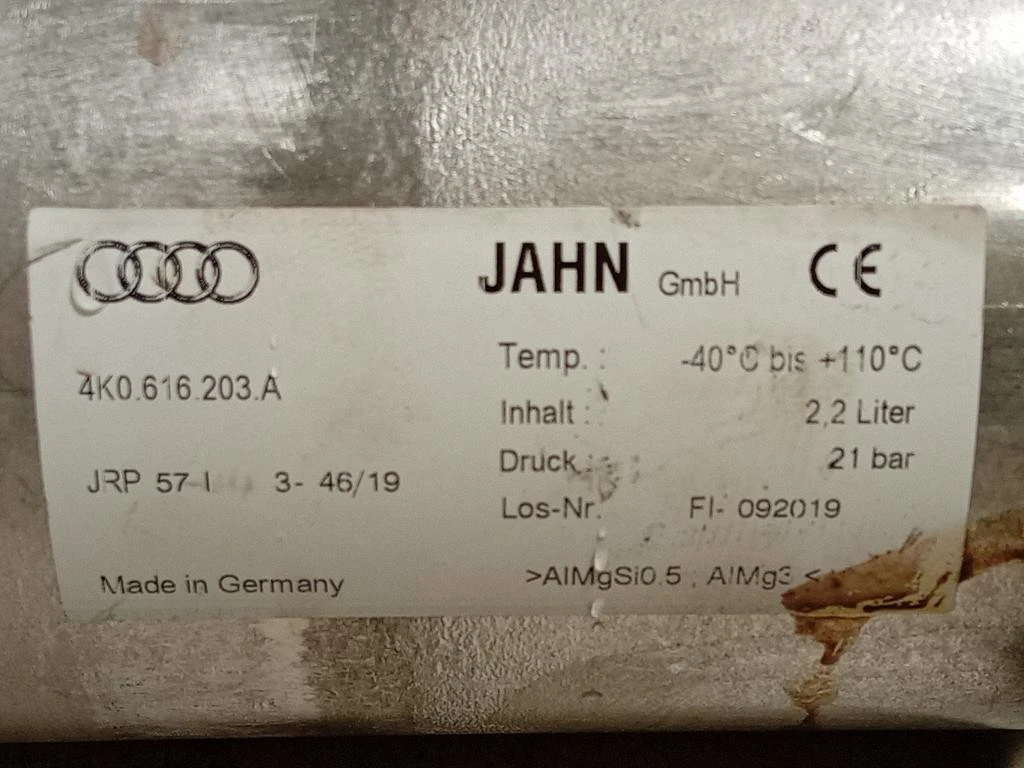 JAHN GmbH CE
4K0.616.203.A
JRP 57-I 3- 46/19
Made in Germany
Temp. : -40°C bis +110°C
Inhalt : 2,2 Liter
Druck : 21 bar
Los-Nr. FI- 092019
>AlMgSi0.5 ; AlMg3 <